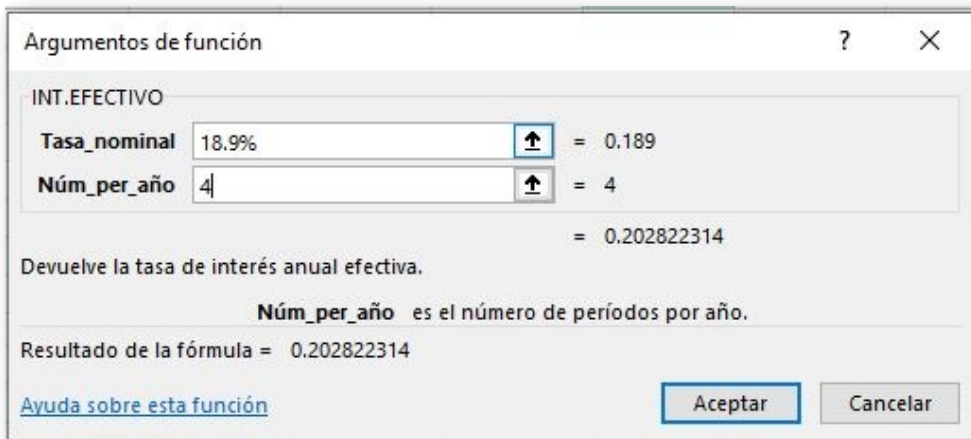 Argumentos de función ? ×
INT.EFECTIVO
Tasa_nominal 18.9% = 0.189
Núm_per_año 4 = 4
= 0.202822314
Devuelve la tasa de interés anual efectiva.
Núm_per_año es el número de períodos por año.
Resultado de la fórmula = 0.202822314
Ayuda sobre esta función Aceptar Cancelar